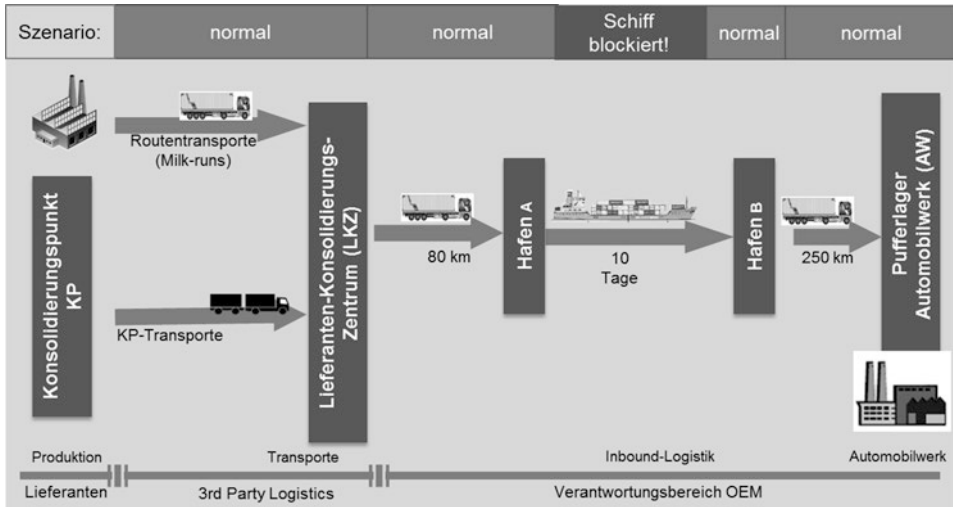 Szenario:
normal
normal
Schiff
blockiert!
normal
normal
Routentransporte
(Milk-runs)
Konsolidierungspunkt
KP
KP-Transporte
Lieferanten-Konsolidierungs-
Zentrum (LKZ)
80 km
Hafen A
10
Tage
Hafen B
250 km
Pufferlager
Automobilwerk (AW)
Produktion
Transporte
Inbound-Logistik
Automobilwerk
Lieferanten
3rd Party Logistics
Verantwortungsbereich OEM